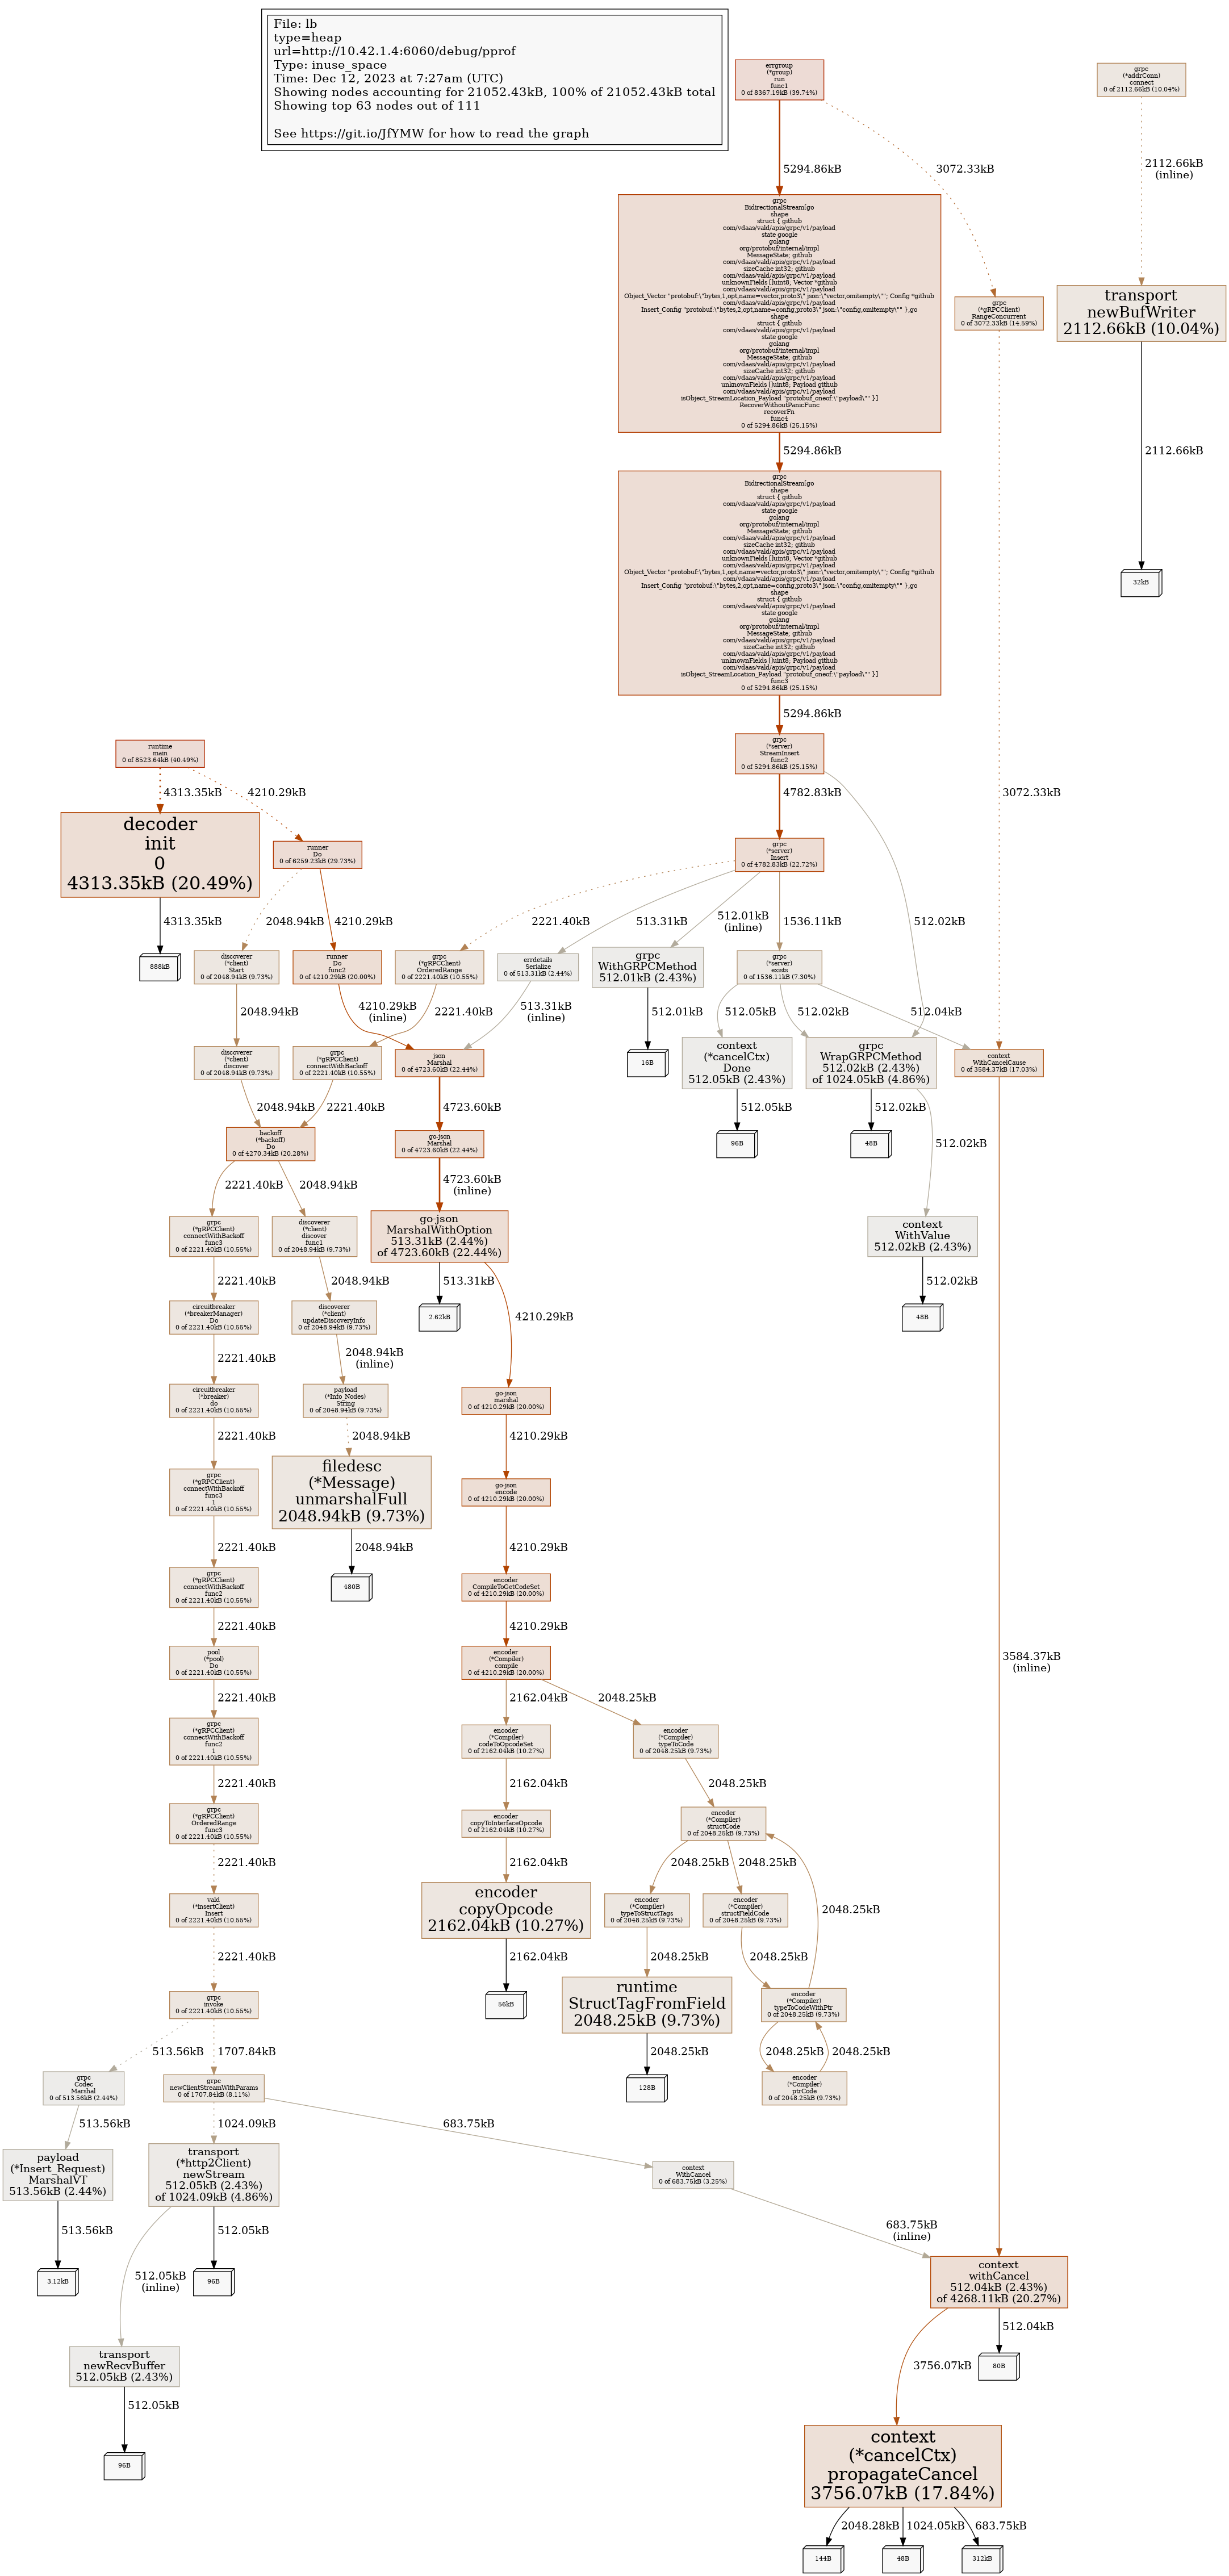 File: lb
type=heap
url=http://10.42.1.4:6060/debug/pprof
Type: inuse_space
Time: Dec 12, 2023 at 7:27am (UTC)
Showing nodes accounting for 21052.43kB, 100% of 21052.43kB total
Showing top 63 nodes out of 111
See https://git.io/JfYMW for how to read the graph
errgroup
(*group)
run
func1
0 of 8367.19kB (39.74%)
grpc
(*addrConn)
connect
0 of 2112.66kB (10.04%)
5294.86kB
3072.33kB
2112.66kB
(inline)
grpc
BidirectionalStream[go
shape
struct { github
com/vdaas/vald/apis/grpc/v1/payload
state google
golang
org/protobuf/internal/impl
MessageState; github
com/vdaas/vald/apis/grpc/v1/payload
sizeCache int32; github
com/vdaas/vald/apis/grpc/v1/payload
unknownFields []uint8; Vector *github
com/vdaas/vald/apis/grpc/v1/payload
Object_Vector "protobuf:\"bytes,1,opt,name=vector,proto3\" json:\"vector,omitempty\""; Config *github
com/vdaas/vald/apis/grpc/v1/payload
Insert_Config "protobuf:\"bytes,2,opt,name=config,proto3\" json:\"config,omitempty\"" },go
shape
struct { github
com/vdaas/vald/apis/grpc/v1/payload
state google
golang
org/protobuf/internal/impl
MessageState; github
com/vdaas/vald/apis/grpc/v1/payload
sizeCache int32; github
com/vdaas/vald/apis/grpc/v1/payload
unknownFields []uint8; Payload github
com/vdaas/vald/apis/grpc/v1/payload
isObject_StreamLocation_Payload "protobuf_oneof:\"payload\"" }]
RecoverWithoutPanicFunc
recoverFn
func4
0 of 5294.86kB (25.15%)
grpc
(*gRPCClient)
RangeConcurrent
0 of 3072.33kB (14.59%)
transport
newBufWriter
2112.66kB (10.04%)
5294.86kB
2112.66kB
grpc
BidirectionalStream[go
shape
struct { github
com/vdaas/vald/apis/grpc/v1/payload
state google
golang
org/protobuf/internal/impl
MessageState; github
com/vdaas/vald/apis/grpc/v1/payload
sizeCache int32; github
com/vdaas/vald/apis/grpc/v1/payload
unknownFields []uint8; Vector *github
com/vdaas/vald/apis/grpc/v1/payload
Object_Vector "protobuf:\"bytes,1,opt,name=vector,proto3\" json:\"vector,omitempty\""; Config *github
com/vdaas/vald/apis/grpc/v1/payload
Insert_Config "protobuf:\"bytes,2,opt,name=config,proto3\" json:\"config,omitempty\"" },go
shape
struct { github
com/vdaas/vald/apis/grpc/v1/payload
state google
golang
org/protobuf/internal/impl
MessageState; github
com/vdaas/vald/apis/grpc/v1/payload
sizeCache int32; github
com/vdaas/vald/apis/grpc/v1/payload
unknownFields []uint8; Payload github
com/vdaas/vald/apis/grpc/v1/payload
isObject_StreamLocation_Payload "protobuf_oneof:\"payload\"" }]
func3
0 of 5294.86kB (25.15%)
32kB
5294.86kB
runtime
main
0 of 8523.64kB (40.49%)
grpc
(*server)
StreamInsert
func2
0 of 5294.86kB (25.15%)
4313.35kB
4210.29kB
4782.83kB
3072.33kB
decoder
init
0
4313.35kB (20.49%)
runner
Do
0 of 6259.23kB (29.73%)
grpc
(*server)
Insert
0 of 4782.83kB (22.72%)
4313.35kB
2048.94kB
4210.29kB
2221.40kB
513.31kB
512.01kB
(inline)
1536.11kB
512.02kB
888kB
discoverer
(*client)
Start
0 of 2048.94kB (9.73%)
runner
Do
func2
0 of 4210.29kB (20.00%)
grpc
(*gRPCClient)
OrderedRange
0 of 2221.40kB (10.55%)
errdetails
Serialize
0 of 513.31kB (2.44%)
grpc
WithGRPCMethod
512.01kB (2.43%)
grpc
(*server)
exists
0 of 1536.11kB (7.30%)
2048.94kB
4210.29kB
(inline)
2221.40kB
513.31kB
(inline)
512.01kB
512.05kB
512.02kB
512.04kB
discoverer
(*client)
discover
0 of 2048.94kB (9.73%)
grpc
(*gRPCClient)
connectWithBackoff
0 of 2221.40kB (10.55%)
json
Marshal
0 of 4723.60kB (22.44%)
16B
context
(*cancelCtx)
Done
512.05kB (2.43%)
grpc
WrapGRPCMethod
512.02kB (2.43%)
of 1024.05kB (4.86%)
context
WithCancelCause
0 of 3584.37kB (17.03%)
2048.94kB
2221.40kB
4723.60kB
512.05kB
512.02kB
512.02kB
backoff
(*backoff)
Do
0 of 4270.34kB (20.28%)
go-json
Marshal
0 of 4723.60kB (22.44%)
96B
48B
2221.40kB
2048.94kB
4723.60kB
(inline)
grpc
(*gRPCClient)
connectWithBackoff
func3
0 of 2221.40kB (10.55%)
discoverer
(*client)
discover
func1
0 of 2048.94kB (9.73%)
go-json
MarshalWithOption
513.31kB (2.44%)
of 4723.60kB (22.44%)
context
WithValue
512.02kB (2.43%)
2221.40kB
2048.94kB
513.31kB
4210.29kB
512.02kB
circuitbreaker
(*breakerManager)
Do
0 of 2221.40kB (10.55%)
discoverer
(*client)
updateDiscoveryInfo
0 of 2048.94kB (9.73%)
2.62kB
48B
2221.40kB
2048.94kB
(inline)
circuitbreaker
(*breaker)
do
0 of 2221.40kB (10.55%)
payload
(*Info_Nodes)
String
0 of 2048.94kB (9.73%)
go-json
marshal
0 of 4210.29kB (20.00%)
2221.40kB
2048.94kB
4210.29kB
grpc
(*gRPCClient)
connectWithBackoff
func3
1
0 of 2221.40kB (10.55%)
filedesc
(*Message)
unmarshalFull
2048.94kB (9.73%)
go-json
encode
0 of 4210.29kB (20.00%)
2221.40kB
2048.94kB
4210.29kB
grpc
(*gRPCClient)
connectWithBackoff
func2
0 of 2221.40kB (10.55%)
480B
encoder
CompileToGetCodeSet
0 of 4210.29kB (20.00%)
2221.40kB
4210.29kB
pool
(*pool)
Do
0 of 2221.40kB (10.55%)
encoder
(*Compiler)
compile
0 of 4210.29kB (20.00%)
3584.37kB
(inline)
2221.40kB
2162.04kB
2048.25kB
grpc
(*gRPCClient)
connectWithBackoff
func2
1
0 of 2221.40kB (10.55%)
encoder
(*Compiler)
codeToOpcodeSet
0 of 2162.04kB (10.27%)
encoder
(*Compiler)
typeToCode
0 of 2048.25kB (9.73%)
2221.40kB
2162.04kB
2048.25kB
grpc
(*gRPCClient)
OrderedRange
func3
0 of 2221.40kB (10.55%)
encoder
copyToInterfaceOpcode
0 of 2162.04kB (10.27%)
encoder
(*Compiler)
structCode
0 of 2048.25kB (9.73%)
2221.40kB
2162.04kB
2048.25kB
2048.25kB
2048.25kB
vald
(*insertClient)
Insert
0 of 2221.40kB (10.55%)
encoder
copyOpcode
2162.04kB (10.27%)
encoder
(*Compiler)
typeToStructTags
0 of 2048.25kB (9.73%)
encoder
(*Compiler)
structFieldCode
0 of 2048.25kB (9.73%)
2221.40kB
2162.04kB
2048.25kB
2048.25kB
grpc
invoke
0 of 2221.40kB (10.55%)
56kB
runtime
StructTagFromField
2048.25kB (9.73%)
encoder
(*Compiler)
typeToCodeWithPtr
0 of 2048.25kB (9.73%)
513.56kB
1707.84kB
2048.25kB
2048.25kB
2048.25kB
grpc
Codec
Marshal
0 of 513.56kB (2.44%)
grpc
newClientStreamWithParams
0 of 1707.84kB (8.11%)
128B
encoder
(*Compiler)
ptrCode
0 of 2048.25kB (9.73%)
513.56kB
1024.09kB
683.75kB
payload
(*Insert_Request)
MarshalVT
513.56kB (2.44%)
transport
(*http2Client)
newStream
512.05kB (2.43%)
of 1024.09kB (4.86%)
context
WithCancel
0 of 683.75kB (3.25%)
513.56kB
512.05kB
683.75kB
(inline)
3.12kB
512.05kB
(inline)
96B
context
withCancel
512.04kB (2.43%)
of 4268.11kB (20.27%)
512.04kB
transport
newRecvBuffer
512.05kB (2.43%)
3756.07kB
80B
512.05kB
96B
context
(*cancelCtx)
propagateCancel
3756.07kB (17.84%)
2048.28kB
1024.05kB
683.75kB
144B
48B
312kB